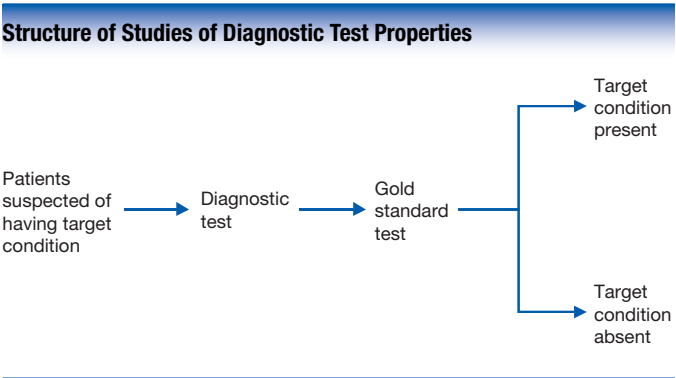 Structure of Studies of Diagnostic Test Properties
Target
condition
present
Patients
suspected of
having target
condition
Diagnostic
test
Gold
standard
test
Target
condition
absent